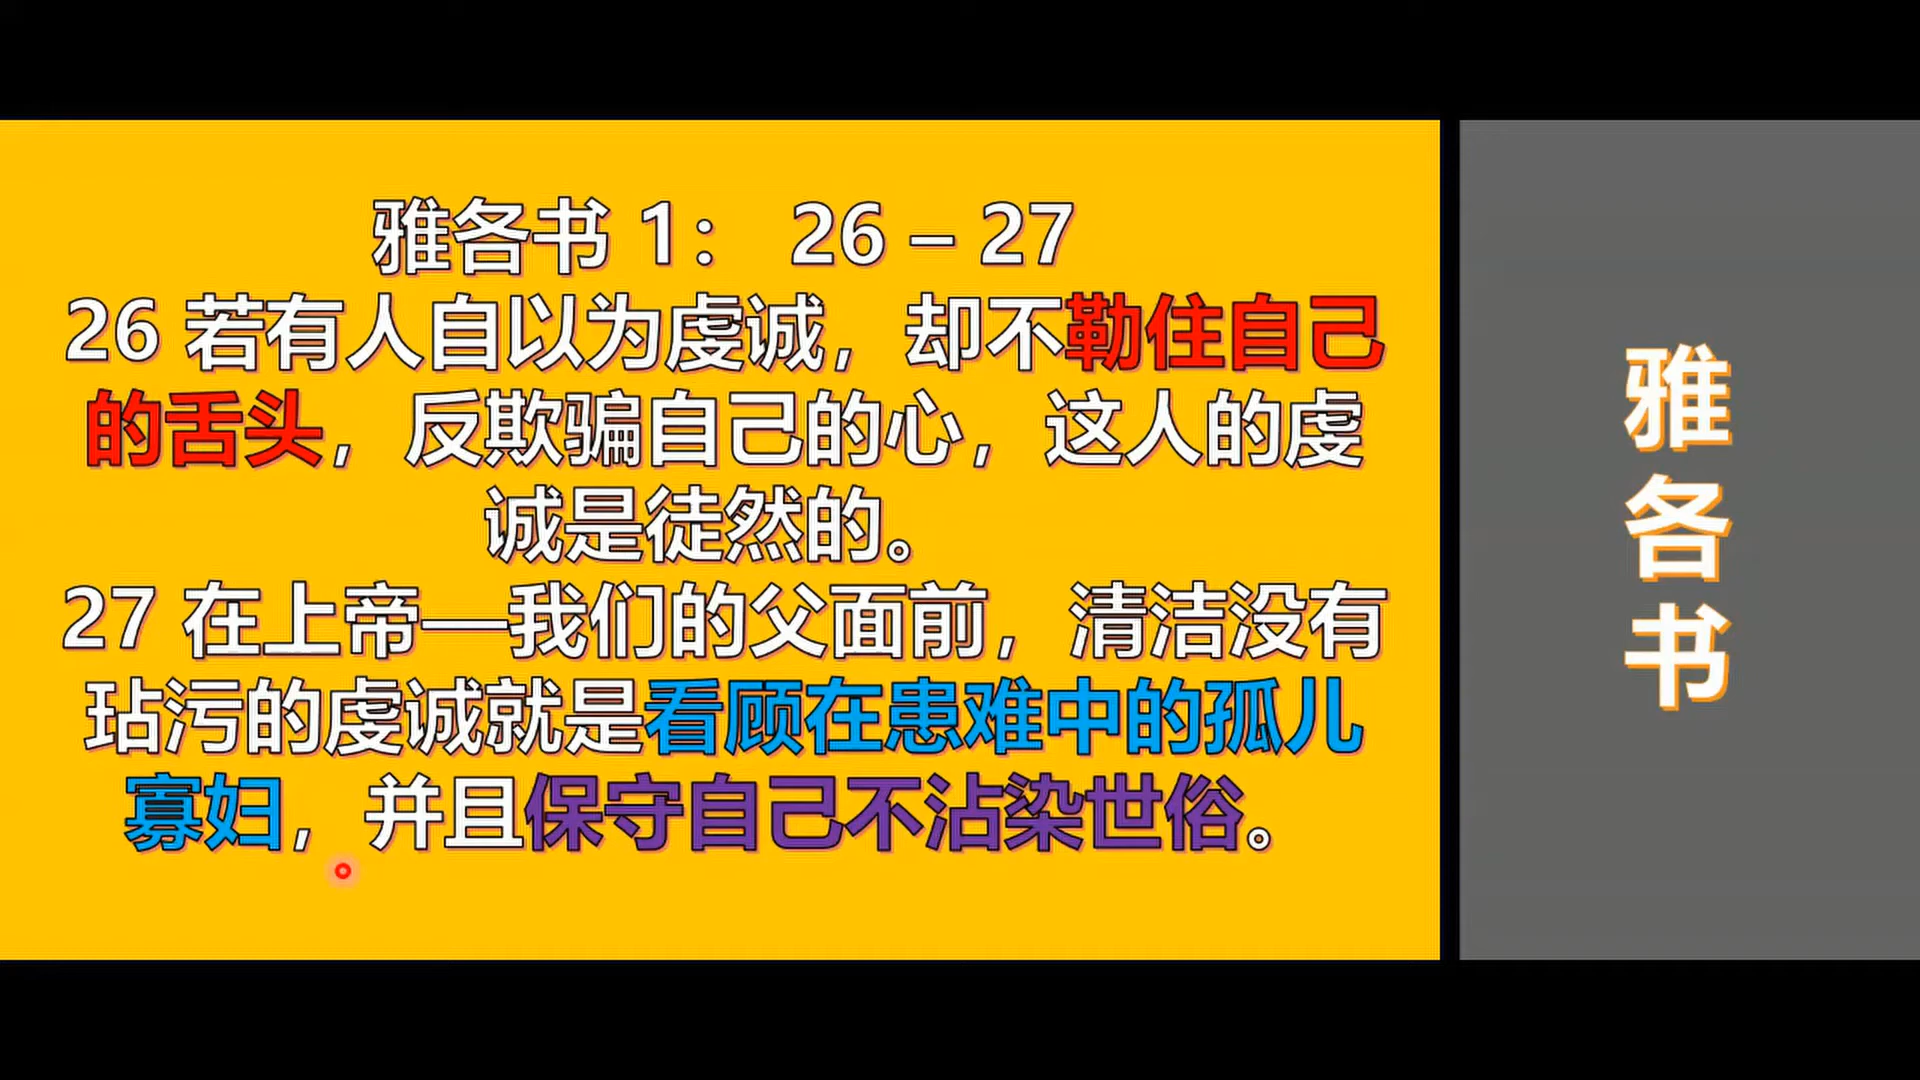 雅各书 1： 26 – 27
26 若有人自以为虔诚，却不勒住自己
的舌头，反欺骗自己的心，这人的虔
诚是徒然的。
27 在上帝—我们的父面前，清洁没有
玷污的虔诚就是看顾在患难中的孤儿
寡妇，并且保守自己不沾染世俗。
雅各书